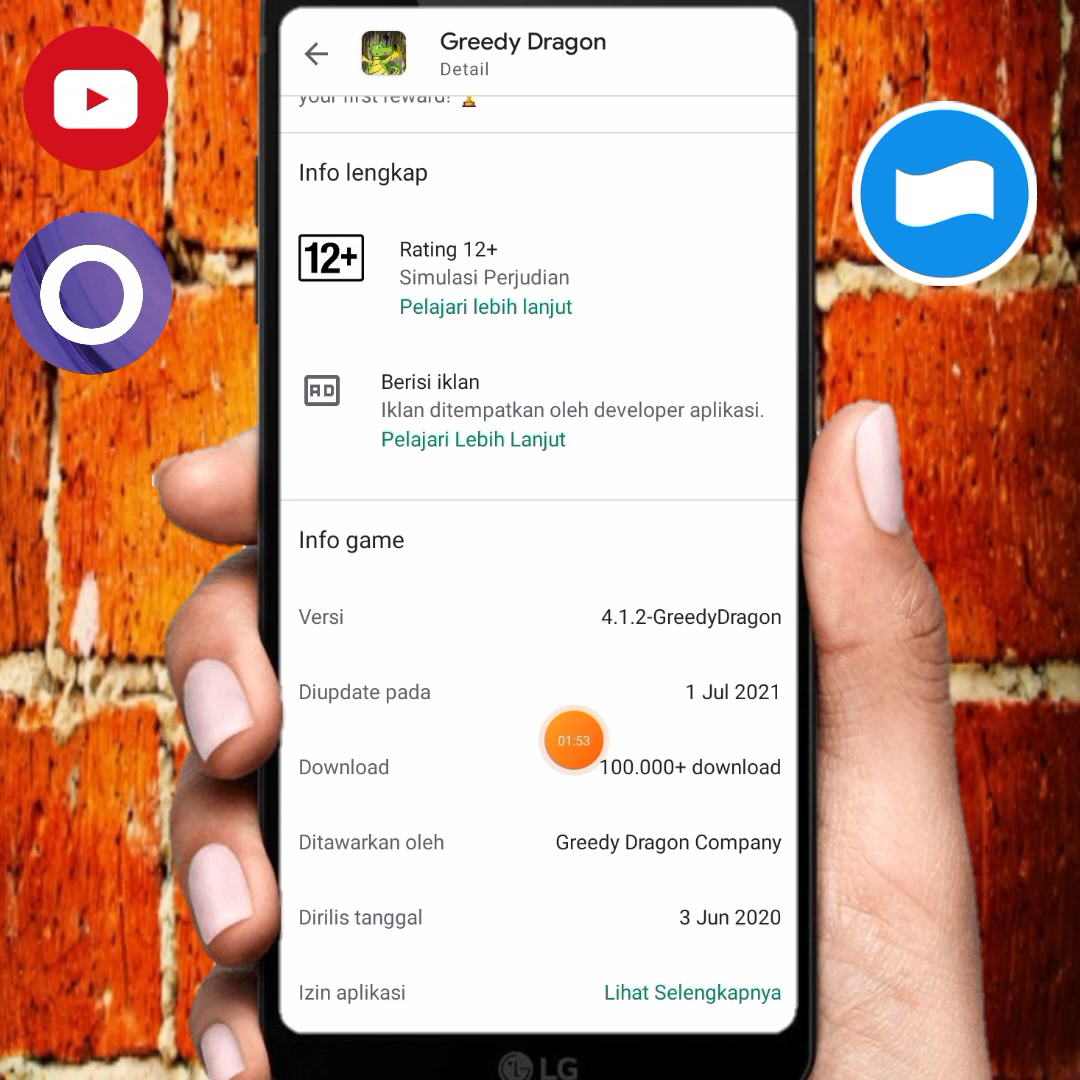 Greedy Dragon
Detail
your first reward!
Info lengkap
12+
Rating 12+
Simulasi Perjudian
Pelajari lebih lanjut
AD
Berisi iklan
Iklan ditempatkan oleh developer aplikasi.
Pelajari Lebih Lanjut
Info game
Versi 4.1.2-GreedyDragon
Diupdate pada 1 Jul 2021
01:53
Download 100.000+ download
Ditawarkan oleh Greedy Dragon Company
Dirilis tanggal 3 Jun 2020
Izin aplikasi Lihat Selengkapnya
LG